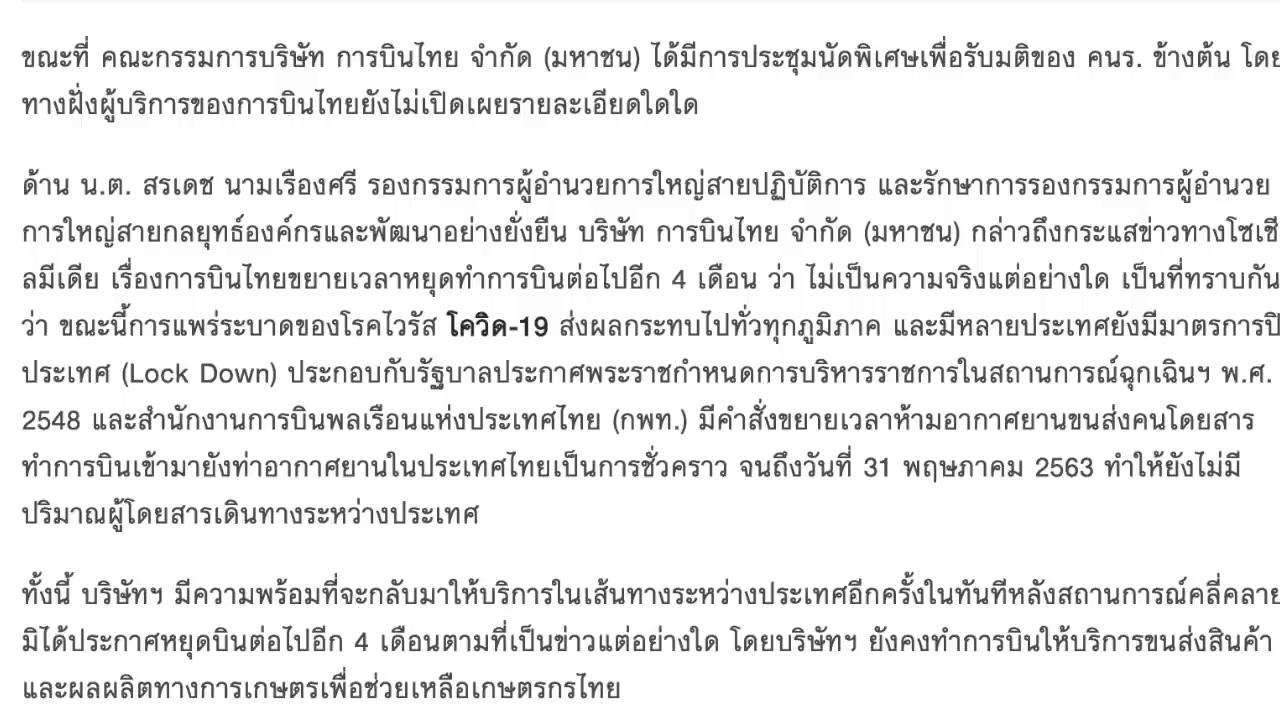 ขณะที่ คณะกรรมการบริษัท การบินไทย จำกัด (มหาชน) ได้มีการประชุมนัดพิเศษเพื่อรับมติของ คนร. ข้างต้น โดย
ทางฝั่งผู้บริการของการบินไทยยังไม่เปิดเผยรายละเอียดใดใด
ด้าน น.ต. สรเดช นามเรืองศรี รองกรรมการผู้อำนวยการใหญ่สายปฏิบัติการ และรักษาการรองกรรมการผู้อำนวย
การใหญ่สายกลยุทธ์องค์กรและพัฒนาอย่างยั่งยืน บริษัท การบินไทย จำกัด (มหาชน) กล่าวถึงกระแสข่าวทางโซเชี
ลมีเดีย เรื่องการบินไทยขยายเวลาหยุดทำการบินต่อไปอีก 4 เดือน ว่า ไม่เป็นความจริงแต่อย่างใด เป็นที่ทราบกัน
ว่า ขณะนี้การแพร่ระบาดของโรคไวรัส โควิด-19 ส่งผลกระทบไปทั่วทุกภูมิภาค และมีหลายประเทศยังมีมาตรการปิ
ประเทศ (Lock Down) ประกอบกับรัฐบาลประกาศพระราชกำหนดการบริหารราชการในสถานการณ์ฉุกเฉินฯ พ.ศ.
2548 และสำนักงานการบินพลเรือนแห่งประเทศไทย (กพท.) มีคำสั่งขยายเวลาห้ามอากาศยานขนส่งคนโดยสาร
ทำการบินเข้ามายังท่าอากาศยานในประเทศไทยเป็นการชั่วคราว จนถึงวันที่ 31 พฤษภาคม 2563 ทำให้ยังไม่มี
ปริมาณผู้โดยสารเดินทางระหว่างประเทศ
ทั้งนี้ บริษัทฯ มีความพร้อมที่จะกลับมาให้บริการในเส้นทางระหว่างประเทศอีกครั้งในทันทีหลังสถานการณ์คลี่คลาย
มิได้ประกาศหยุดบินต่อไปอีก 4 เดือนตามที่เป็นข่าวแต่อย่างใด โดยบริษัทฯ ยังคงทำการบินให้บริการขนส่งสินค้า
และผลผลิตทางการเกษตรเพื่อช่วยเหลือเกษตรกรไทย